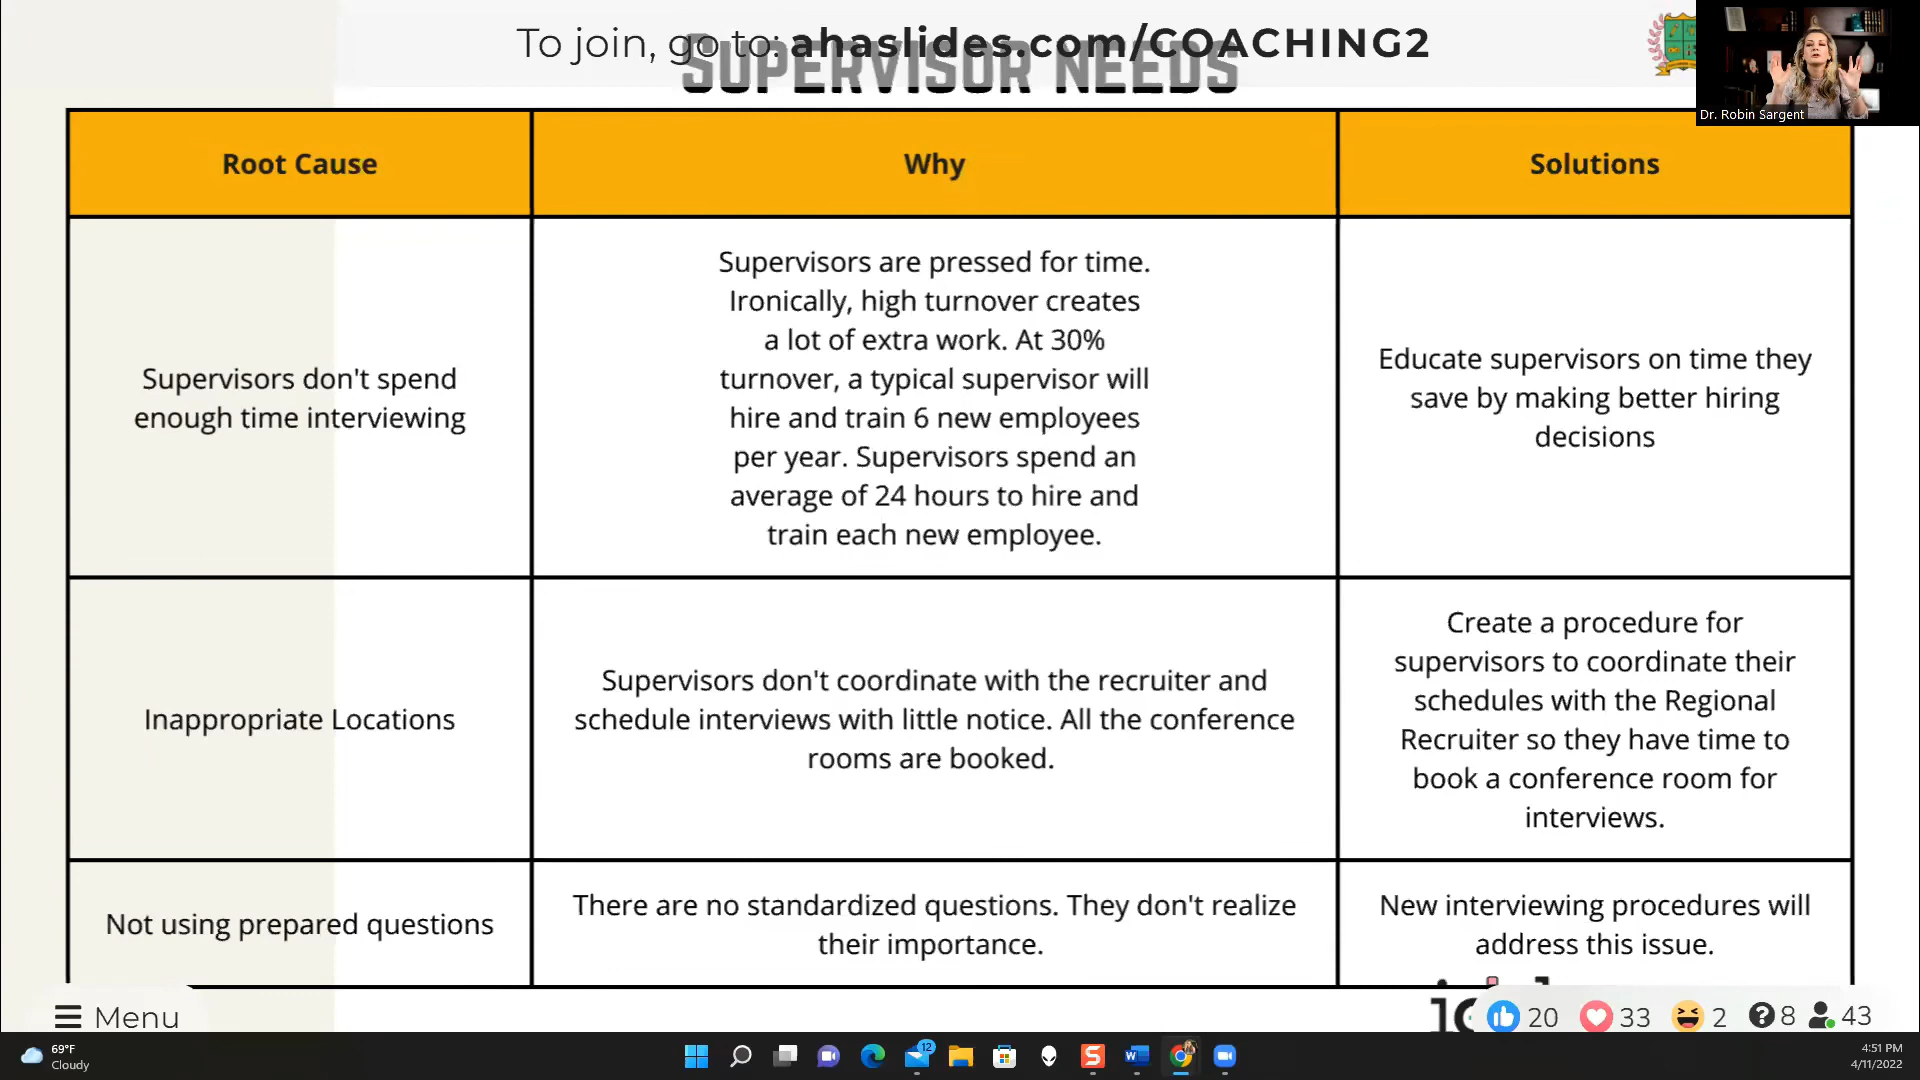 To join, go to: ahaslides.com/COACHING2
SUPERVISOR NEEDS
Dr. Robin Sargent
Root Cause
Why
Solutions
Supervisors don't spend
enough time interviewing
Supervisors are pressed for time.
Ironically, high turnover creates
a lot of extra work. At 30%
turnover, a typical supervisor will
hire and train 6 new employees
per year. Supervisors spend an
average of 24 hours to hire and
train each new employee.
Educate supervisors on time they
save by making better hiring
decisions
Inappropriate Locations
Supervisors don't coordinate with the recruiter and
schedule interviews with little notice. All the conference
rooms are booked.
Create a procedure for
supervisors to coordinate their
schedules with the Regional
Recruiter so they have time to
book a conference room for
interviews.
Not using prepared questions
There are no standardized questions. They don't realize
their importance.
New interviewing procedures will
address this issue.
Menu
20
33
2
8
43
69°F
Cloudy
12
4:51 PM
4/11/2022